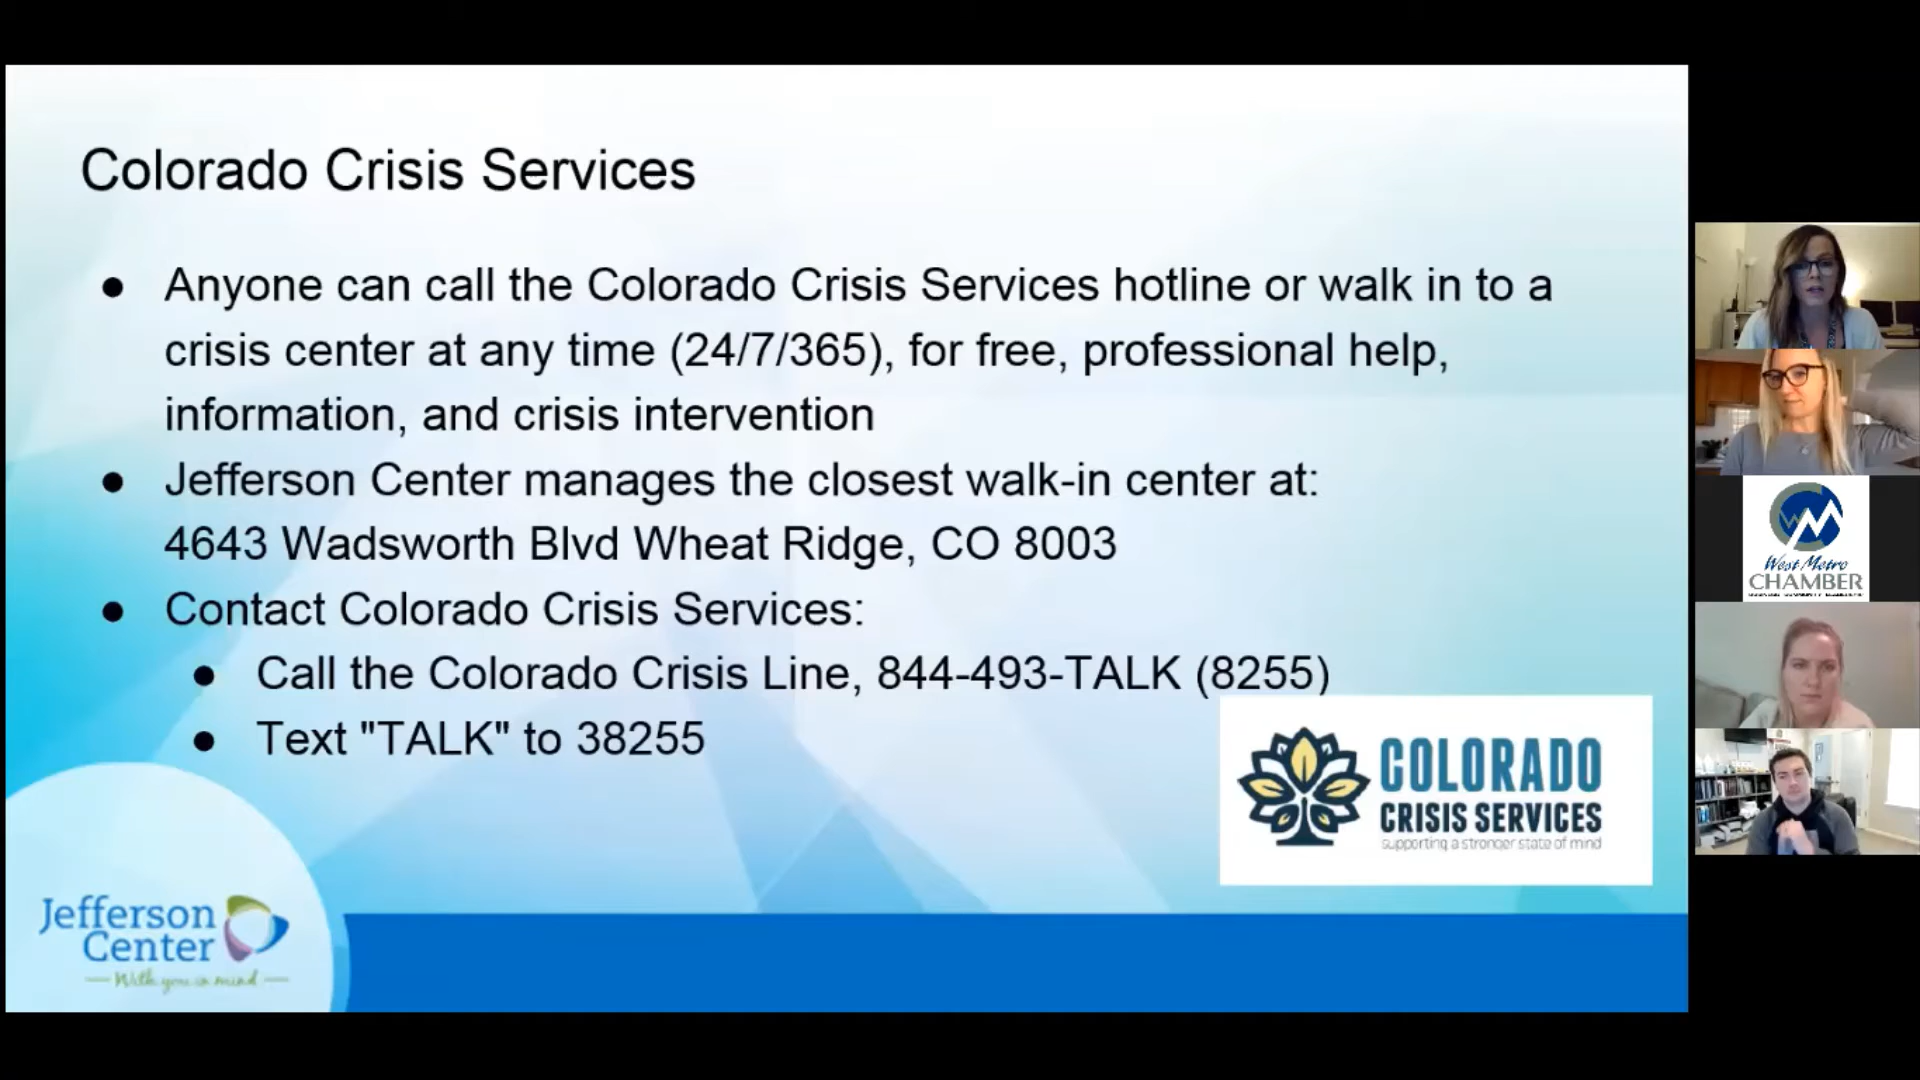 Colorado Crisis Services
● Anyone can call the Colorado Crisis Services hotline or walk in to a
crisis center at any time (24/7/365), for free, professional help,
information, and crisis intervention
● Jefferson Center manages the closest walk-in center at:
4643 Wadsworth Blvd Wheat Ridge, CO 8003
● Contact Colorado Crisis Services:
● Call the Colorado Crisis Line, 844-493-TALK (8255)
● Text "TALK" to 38255
COLORADO
CRISIS SERVICES
supporting a stronger state of mind
Jefferson
Center
With you in mind
West Metro
CHAMBER